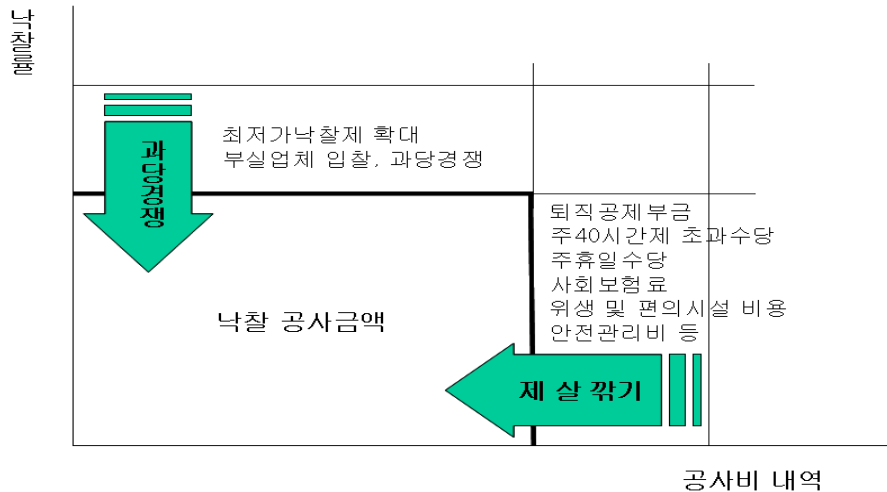 낙찰률
최저가낙찰제 확대
부실업체 입찰, 과당경쟁
과당경쟁
퇴직공제부금
주40시간제 초과수당
주휴일수당
사회보험료
위생 및 편의시설 비용
안전관리비 등
낙찰 공사금액
제 살 깎기
공사비 내역